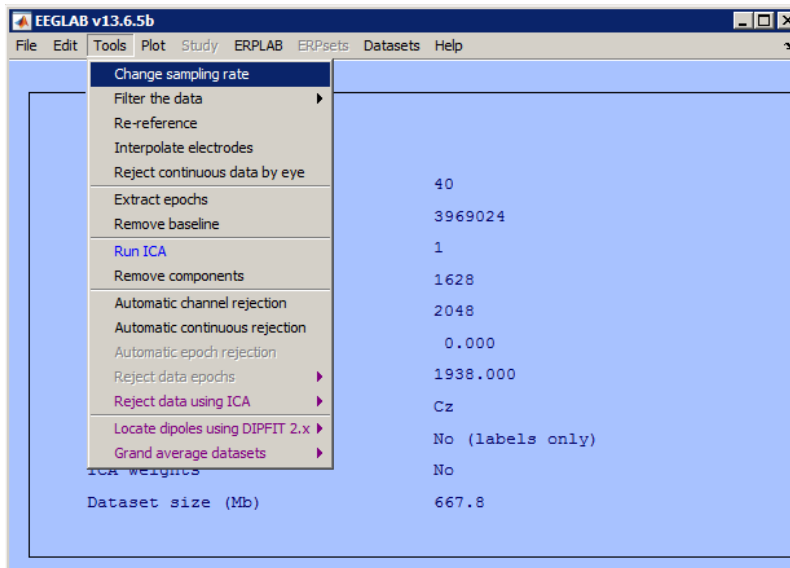 EEGLAB v13.6.5b
File Edit Tools Plot Study ERPLAB ERPsets Datasets Help
Change sampling rate
Filter the data
Re-reference
Interpolate electrodes
Reject continuous data by eye
Extract epochs
Remove baseline
Run ICA
Remove components
Automatic channel rejection
Automatic continuous rejection
Automatic epoch rejection
Reject data epochs
Reject data using ICA
Locate dipoles using DIPFIT 2.x
Grand average datasets
40
3969024
1
1628
2048
0.000
1938.000
Cz
No (labels only)
ICA weights No
Dataset size (Mb) 667.8